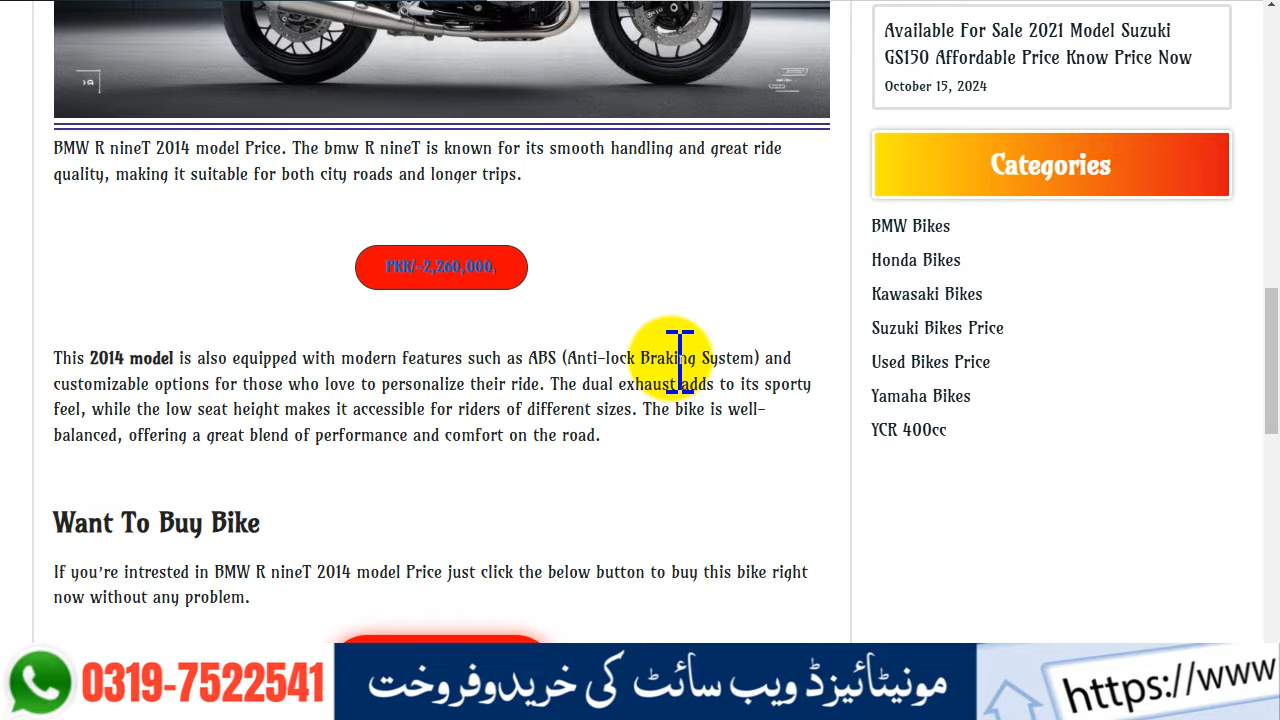 BMW R nineT 2014 model Price. The bmw R nineT is known for its smooth handling and great ride
quality, making it suitable for both city roads and longer trips.
PKR/-2,260,000.
This 2014 model is also equipped with modern features such as ABS (Anti-lock Braking System) and
customizable options for those who love to personalize their ride. The dual exhaust adds to its sporty
feel, while the low seat height makes it accessible for riders of different sizes. The bike is well-
balanced, offering a great blend of performance and comfort on the road.
Want To Buy Bike
If you're intrested in BMW R nineT 2014 model Price just click the below button to buy this bike right
now without any problem.
Available For Sale 2021 Model Suzuki
GS150 Affordable Price Know Price Now
October 15, 2024
Categories
BMW Bikes
Honda Bikes
Kawasaki Bikes
Suzuki Bikes Price
Used Bikes Price
Yamaha Bikes
YCR 400cc
0319-7522541
مونیٹائیزڈ ویب سائٹ کی خریدوفروخت
https://www